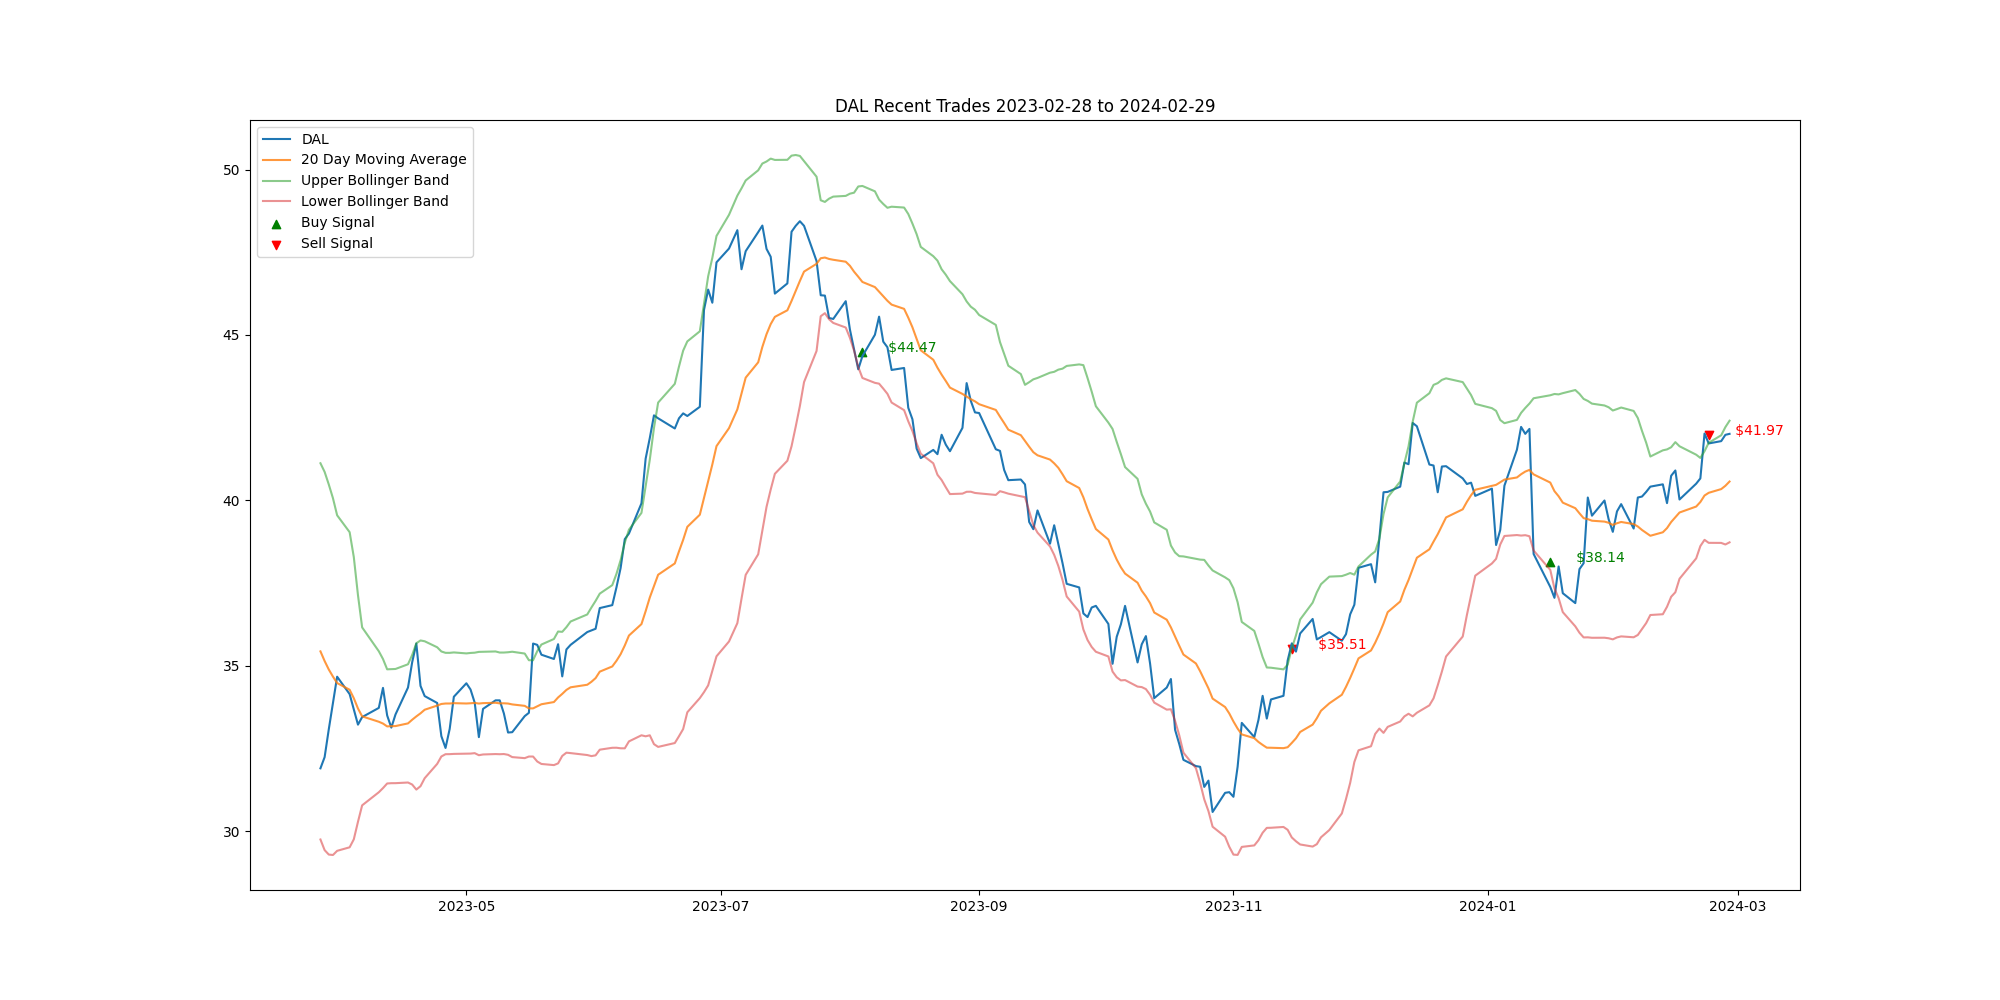 DAL Recent Trades 2023-02-28 to 2024-02-29
DAL
20 Day Moving Average
Upper Bollinger Band
Lower Bollinger Band
Buy Signal
Sell Signal
50
45
40
35
30
$44.47
$41.97
$38.14
$35.51
2023-05
2023-07
2023-09
2023-11
2024-01
2024-03